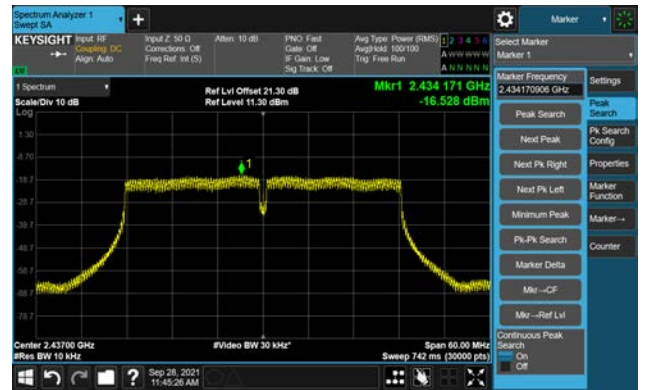 Spectrum Analyzer 1
Swept SA
Marker
KEYSIGHT
Input: RF
Coupling: DC
Align: Auto
Input Z: 50 Ω
Corrections: Off
Freq Ref: Int (S)
Atten: 10 dB
PNO: Fast
Gate: Off
IF Gain: Low
Sig Track: Off
Avg Type: Power (RMS)
Avg|Hold: 100/100
Trig: Free Run
1 2 3 4 5 6
A W W W W W
A N N N N N
Select Marker
Marker 1
1 Spectrum
Scale/Div 10 dB
Log
Ref Lvl Offset 21.30 dB
Ref Level 11.30 dBm
Mkr1 2.434 171 GHz
-16.528 dBm
1.30
-8.70
-18.7
-28.7
-38.7
-48.7
-58.7
-68.7
-78.7
1
Center 2.43700 GHz
#Res BW 10 kHz
#Video BW 30 kHz*
Span 60.00 MHz
Sweep 742 ms (30000 pts)
Marker Frequency
2.434170906 GHz
Peak Search
Next Peak
Next Pk Right
Next Pk Left
Minimum Peak
Pk-Pk Search
Marker Delta
Mkr→CF
Mkr→Ref Lvl
Continuous Peak
Search
On
Off
Settings
Peak
Search
Pk Search
Config
Properties
Marker
Function
Marker→
Counter
?
Sep 28, 2021
11:45:26 AM